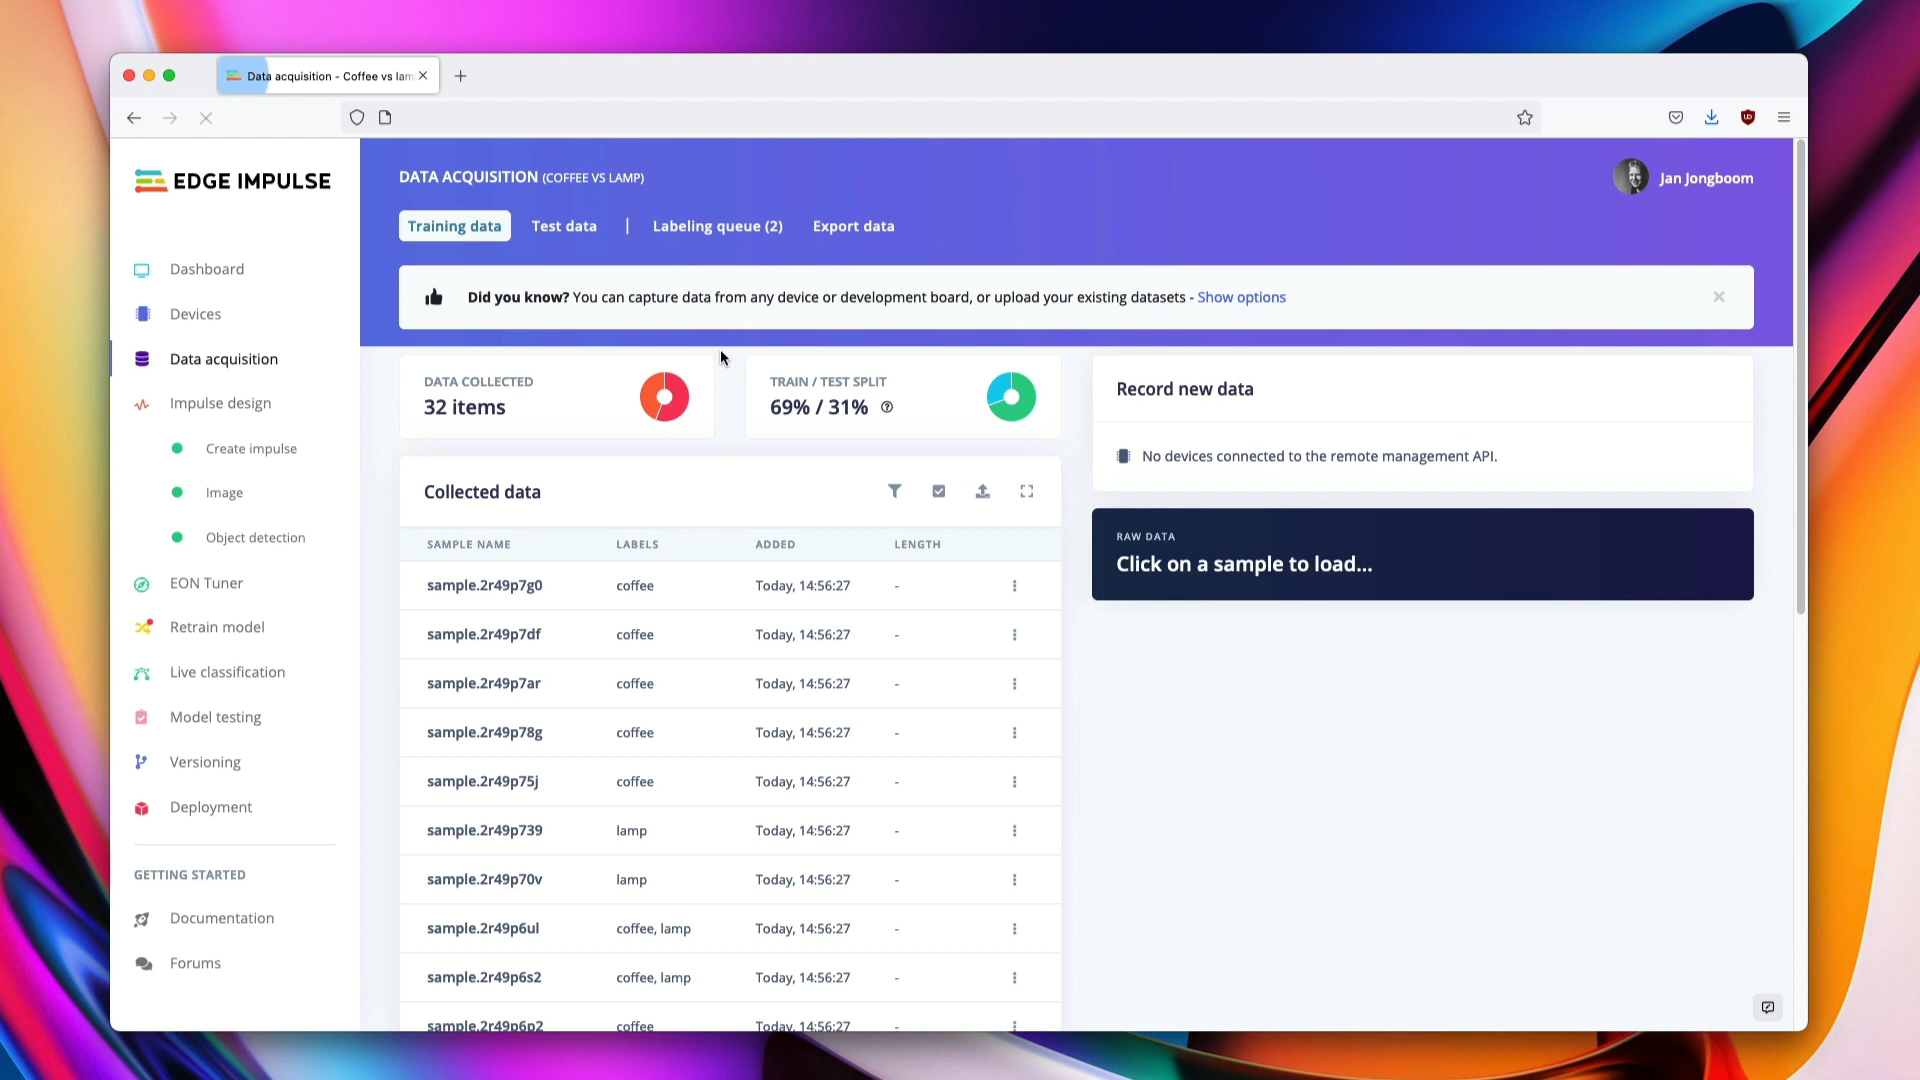 Data acquisition - Coffee vs lam
EDGE IMPULSE
DATA ACQUISITION (COFFEE VS LAMP)
Jan Jongboom
Training data
Test data
|
Labeling queue (2)
Export data
Did you know? You can capture data from any device or development board, or upload your existing datasets - Show options
Dashboard
Devices
Data acquisition
Impulse design
Create impulse
Image
Object detection
EON Tuner
Retrain model
Live classification
Model testing
Versioning
Deployment
GETTING STARTED
Documentation
Forums
DATA COLLECTED
32 items
TRAIN / TEST SPLIT
69% / 31%
Record new data
No devices connected to the remote management API.
RAW DATA
Click on a sample to load...
Collected data
SAMPLE NAME LABELS ADDED LENGTH
sample.2r49p7g0 coffee Today, 14:56:27 -
sample.2r49p7df coffee Today, 14:56:27 -
sample.2r49p7ar coffee Today, 14:56:27 -
sample.2r49p78g coffee Today, 14:56:27 -
sample.2r49p75j coffee Today, 14:56:27 -
sample.2r49p739 lamp Today, 14:56:27 -
sample.2r49p70v lamp Today, 14:56:27 -
sample.2r49p6ul coffee, lamp Today, 14:56:27 -
sample.2r49p6s2 coffee, lamp Today, 14:56:27 -
sample.2r49p6p2 coffee Today, 14:56:27 -